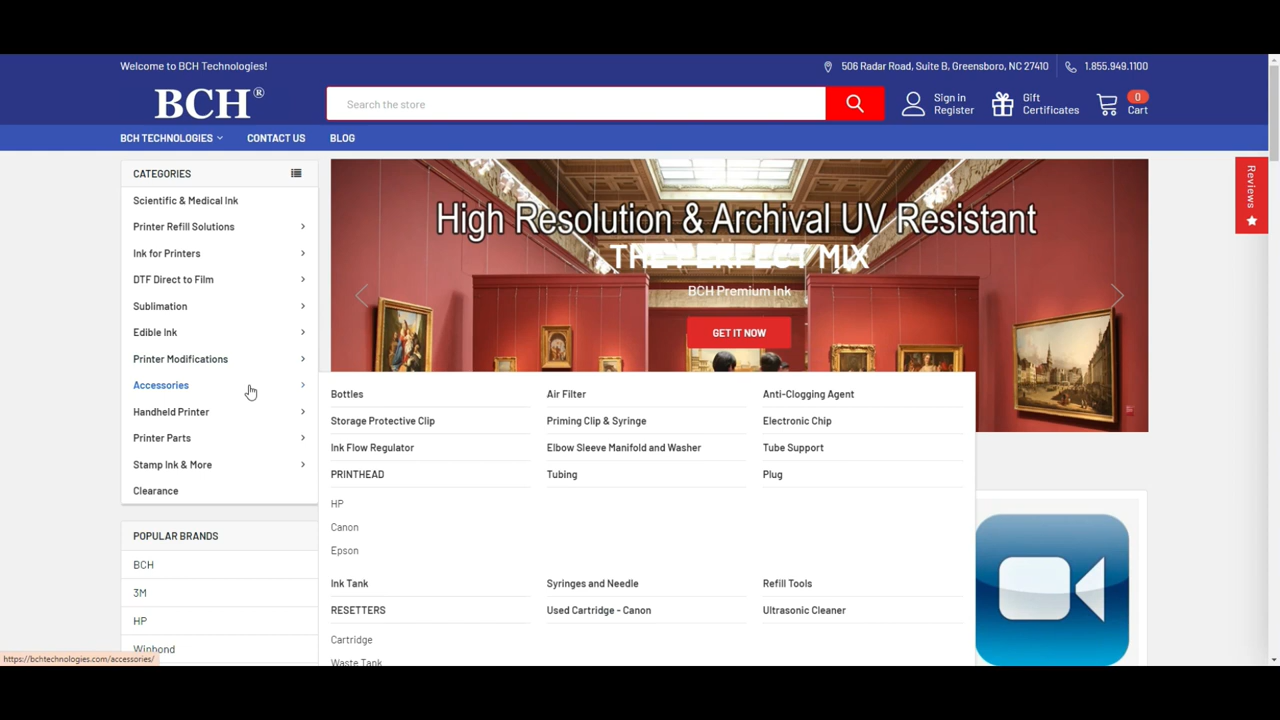 Welcome to BCH Technologies!
506 Radar Road, Suite B, Greensboro, NC 27410
1.855.949.1100
BCH®
Search the store
Sign in
Register
Gift
Certificates
0
Cart
BCH TECHNOLOGIES
CONTACT US
BLOG
CATEGORIES
Scientific & Medical Ink
Printer Refill Solutions
Ink for Printers
DTF Direct to Film
Sublimation
Edible Ink
Printer Modifications
Accessories
Handheld Printer
Printer Parts
Stamp Ink & More
Clearance
High Resolution & Archival UV Resistant
THE PERFECT MIX
BCH Premium Ink
GET IT NOW
Reviews
Bottles
Air Filter
Anti-Clogging Agent
Storage Protective Clip
Priming Clip & Syringe
Electronic Chip
Ink Flow Regulator
Elbow Sleeve Manifold and Washer
Tube Support
PRINTHEAD
Tubing
Plug
HP
Canon
Epson
Ink Tank
Syringes and Needle
Refill Tools
RESETTERS
Used Cartridge - Canon
Ultrasonic Cleaner
Cartridge
Waste Tank
POPULAR BRANDS
BCH
3M
HP
Winbond
https://bchtechnologies.com/accessories/